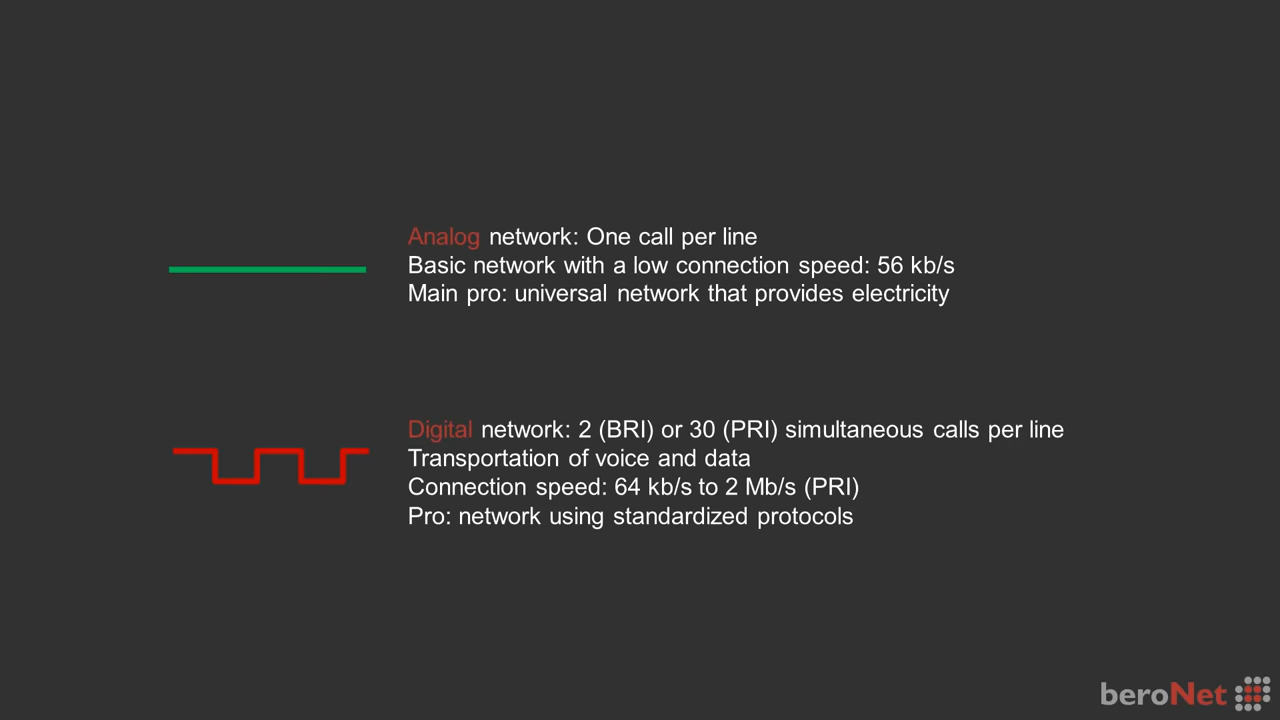 Analog network: One call per line
Basic network with a low connection speed: 56 kb/s
Main pro: universal network that provides electricity
Digital network: 2 (BRI) or 30 (PRI) simultaneous calls per line
Transportation of voice and data
Connection speed: 64 kb/s to 2 Mb/s (PRI)
Pro: network using standardized protocols
beroNet